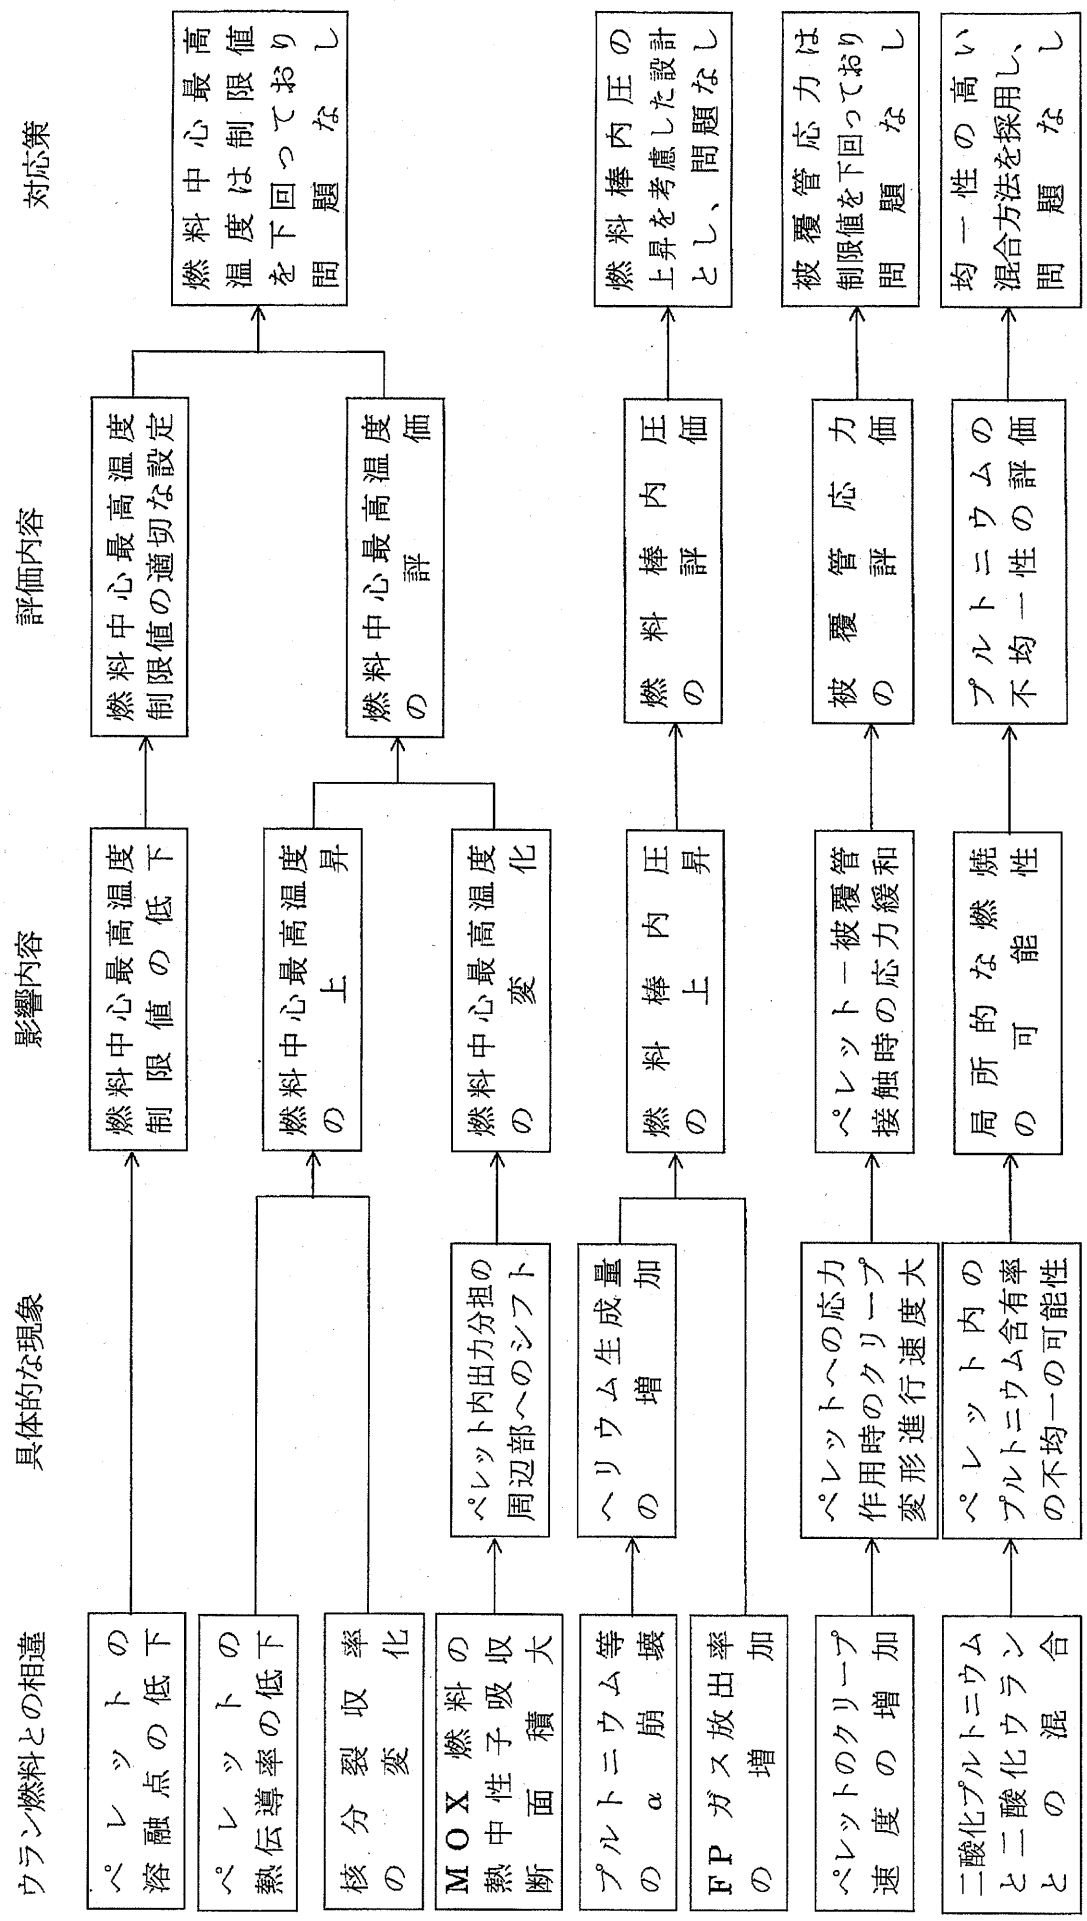 ウラン燃料との相違
具体的な現象
影響内容
評価内容
対応策
ペレットの
溶融点の低下
燃料中心最高温度
制限値の低下
燃料中心最高温度
制限値の適切な設定
燃料中心最高
温度は制限値
を下回っており
問題なし
ペレットの
熱伝導率の低下
核分裂収率
の変化
燃料中心最高温度
の上昇
燃料中心最高温度
の評価
MOX燃料の
熱中性子吸収
断面積大
ペレット内出力分担の
周辺部へのシフト
燃料中心最高温度
の変化
プルトニウム等
のα崩壊
ヘリウム生成量
の増加
FPガス放出率
の増加
燃料棒内圧
の上昇
燃料棒内圧
の評価
燃料棒内圧の
上昇を考慮した設計
とし、問題なし
ペレットのクリープ
速度の増加
ペレットへの応力
作用時のクリープ
変形進行速度大
ペレット－被覆管
接触時の応力緩和
被覆管応力
の評価
被覆管応力は
制限値を下回っており
問題なし
二酸化プルトニウム
と二酸化ウラン
との混合
ペレット内の
プルトニウム含有率
の不均一の可能性
局所的な燃焼
の可能性
プルトニウムの
不均一性の評価
均一性の高い
混合方法を採用し、
問題なし